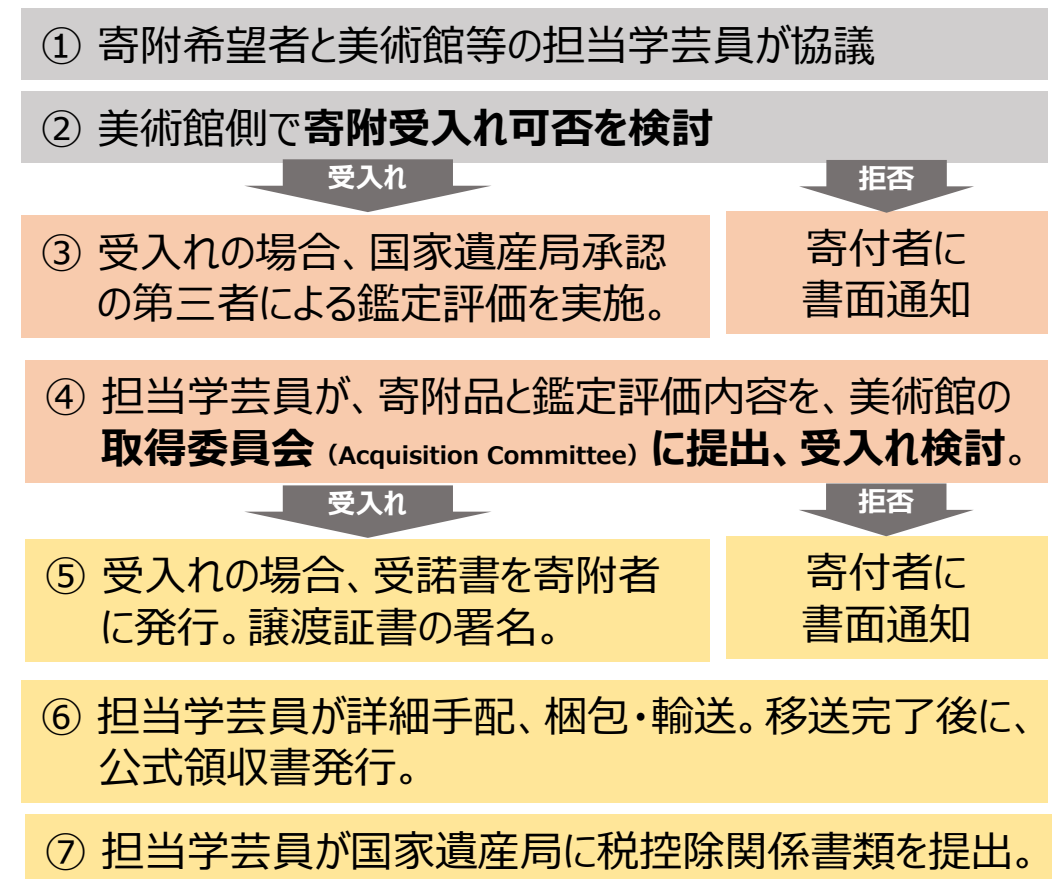 ① 寄附希望者と美術館等の担当学芸員が協議
② 美術館側で寄附受入れ可否を検討
受入れ
拒否
③ 受入れの場合、国家遺産局承認
の第三者による鑑定評価を実施。
寄付者に
書面通知
④ 担当学芸員が、寄附品と鑑定評価内容を、美術館の
取得委員会（Acquisition Committee）に提出、受入れ検討。
受入れ
拒否
⑤ 受入れの場合、受諾書を寄附者
に発行。譲渡証書の署名。
寄付者に
書面通知
⑥ 担当学芸員が詳細手配、梱包・輸送。移送完了後に、
公式領収書発行。
⑦ 担当学芸員が国家遺産局に税控除関係書類を提出。